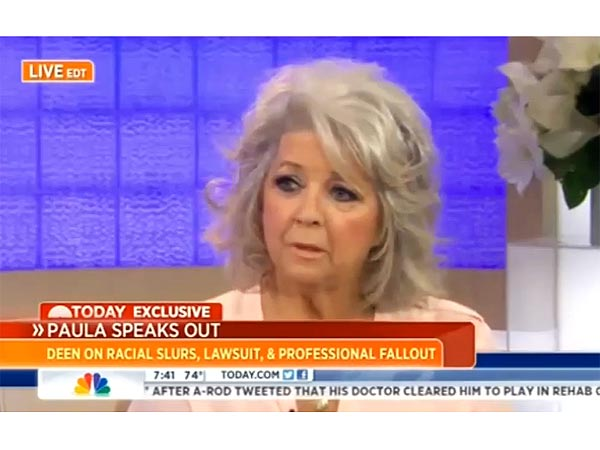 LIVE EDT
TODAY EXCLUSIVE
» PAULA SPEAKS OUT
DEEN ON RACIAL SLURS, LAWSUIT, & PROFESSIONAL FALLOUT
7:41 74° TODAY.COM
AFTER A-ROD TWEETED THAT HIS DOCTOR CLEARED HIM TO PLAY IN REHAB